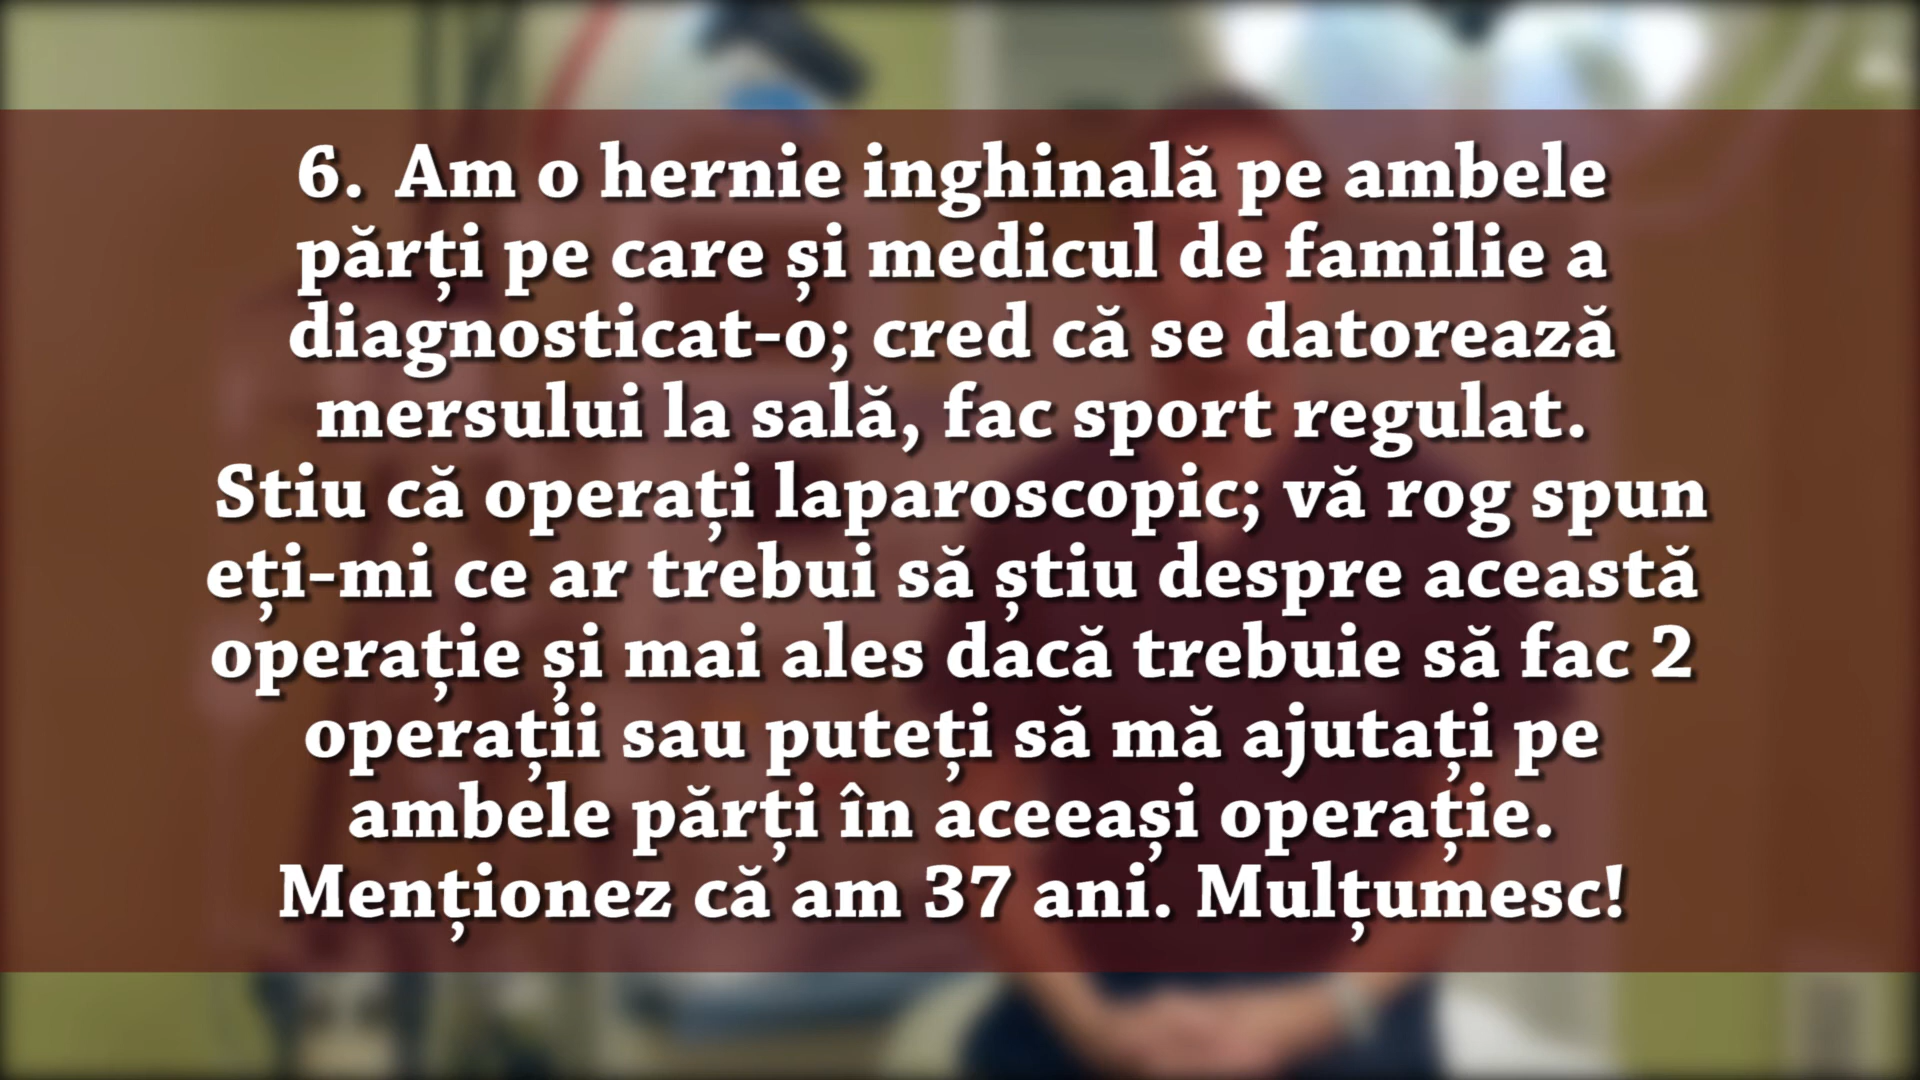 6. Am o hernie inghinală pe ambele
părți pe care și medicul de familie a
diagnosticat-o; cred că se datorează
mersului la sală, fac sport regulat.
Stiu că operați laparoscopic; vă rog spun
eți-mi ce ar trebui să știu despre această
operație și mai ales dacă trebuie să fac 2
operații sau puteți să mă ajutați pe
ambele părți în aceeași operație.
Menționez că am 37 ani. Mulțumesc!